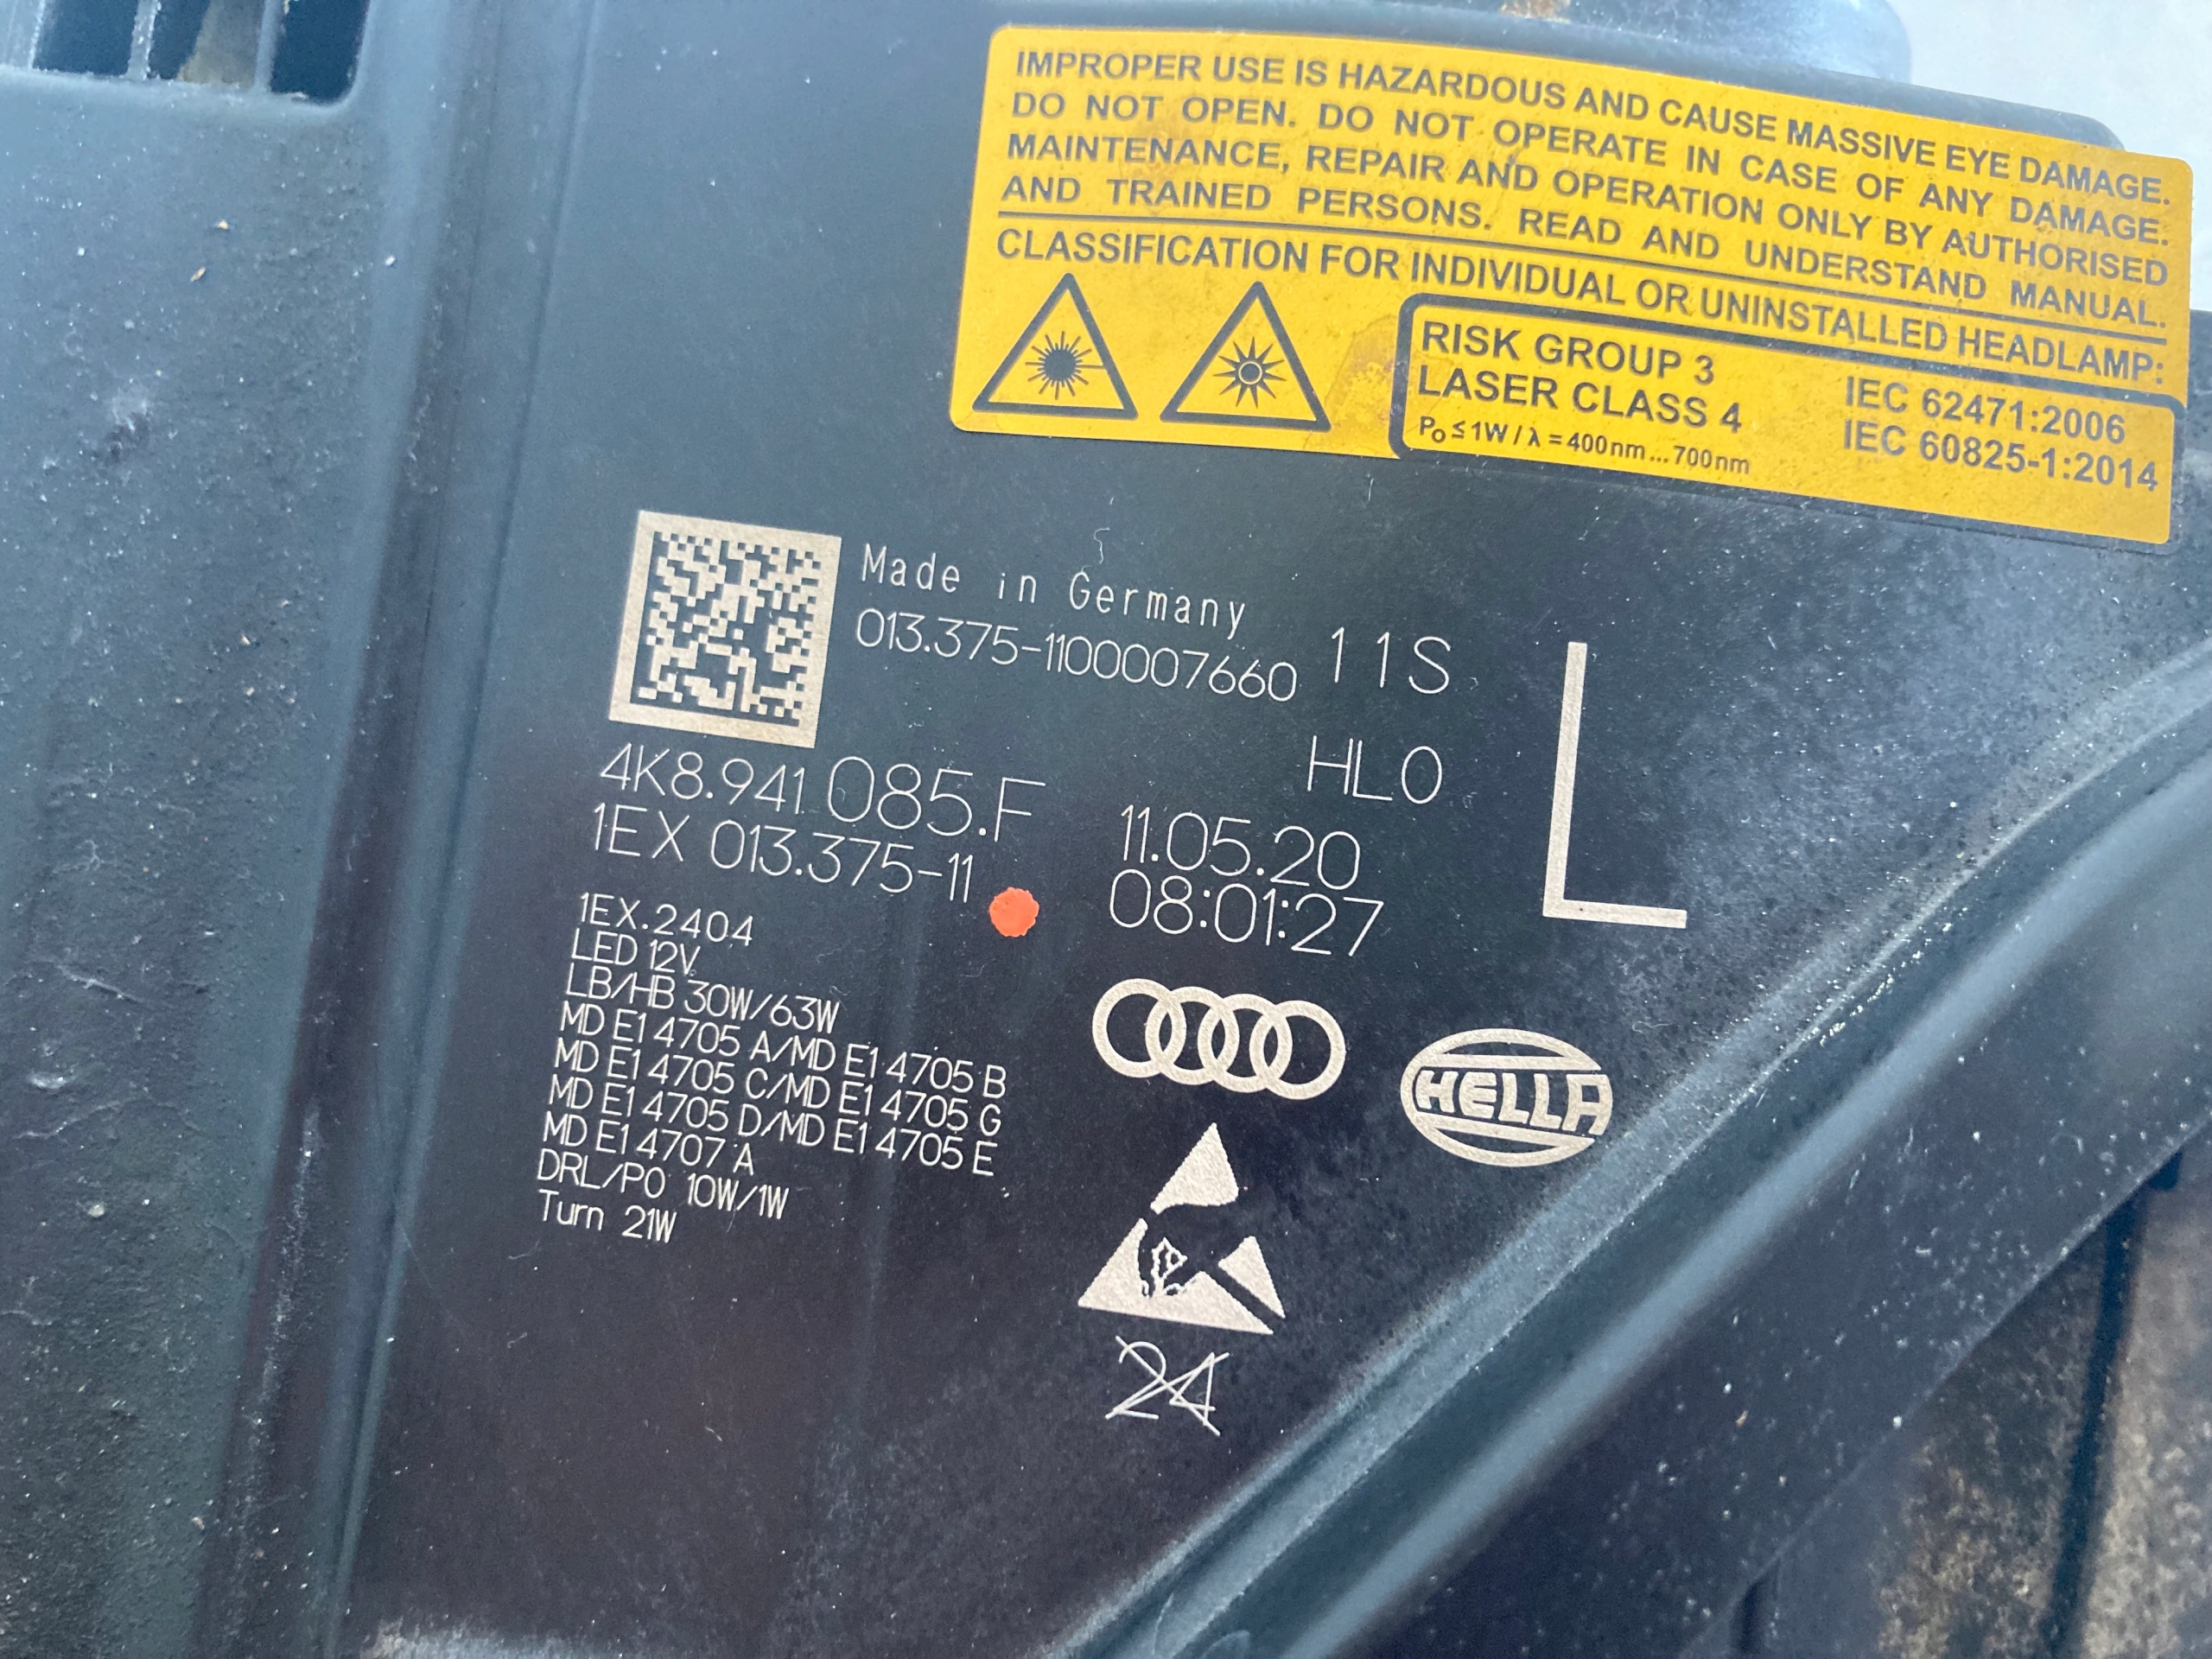 IMPROPER USE IS HAZARDOUS AND CAUSE MASSIVE EYE DAMAGE.
DO NOT OPEN. DO NOT OPERATE IN CASE OF ANY DAMAGE.
MAINTENANCE, REPAIR AND OPERATION ONLY BY AUTHORISED
AND TRAINED PERSONS. READ AND UNDERSTAND MANUAL.
CLASSIFICATION FOR INDIVIDUAL OR UNINSTALLED HEADLAMP:
RISK GROUP 3 IEC 62471:2006
LASER CLASS 4 IEC 60825-1:2014
Po ≤ 1W / λ = 400nm...700nm
Made in Germany
013.375-1100007660 11S
L
HL0
4K8.941 085.F
1EX 013.375-11
11.05.20
08:01:27
1EX.2404
LED 12V
LB/HB 30W/63W
MD E1 4705 A/MD E1 4705 B
MD E1 4705 C/MD E1 4705 G
MD E1 4705 D/MD E1 4705 E
MD E1 4707 A
DRL/PO 10W/1W
Turn 21W
HELLA
24